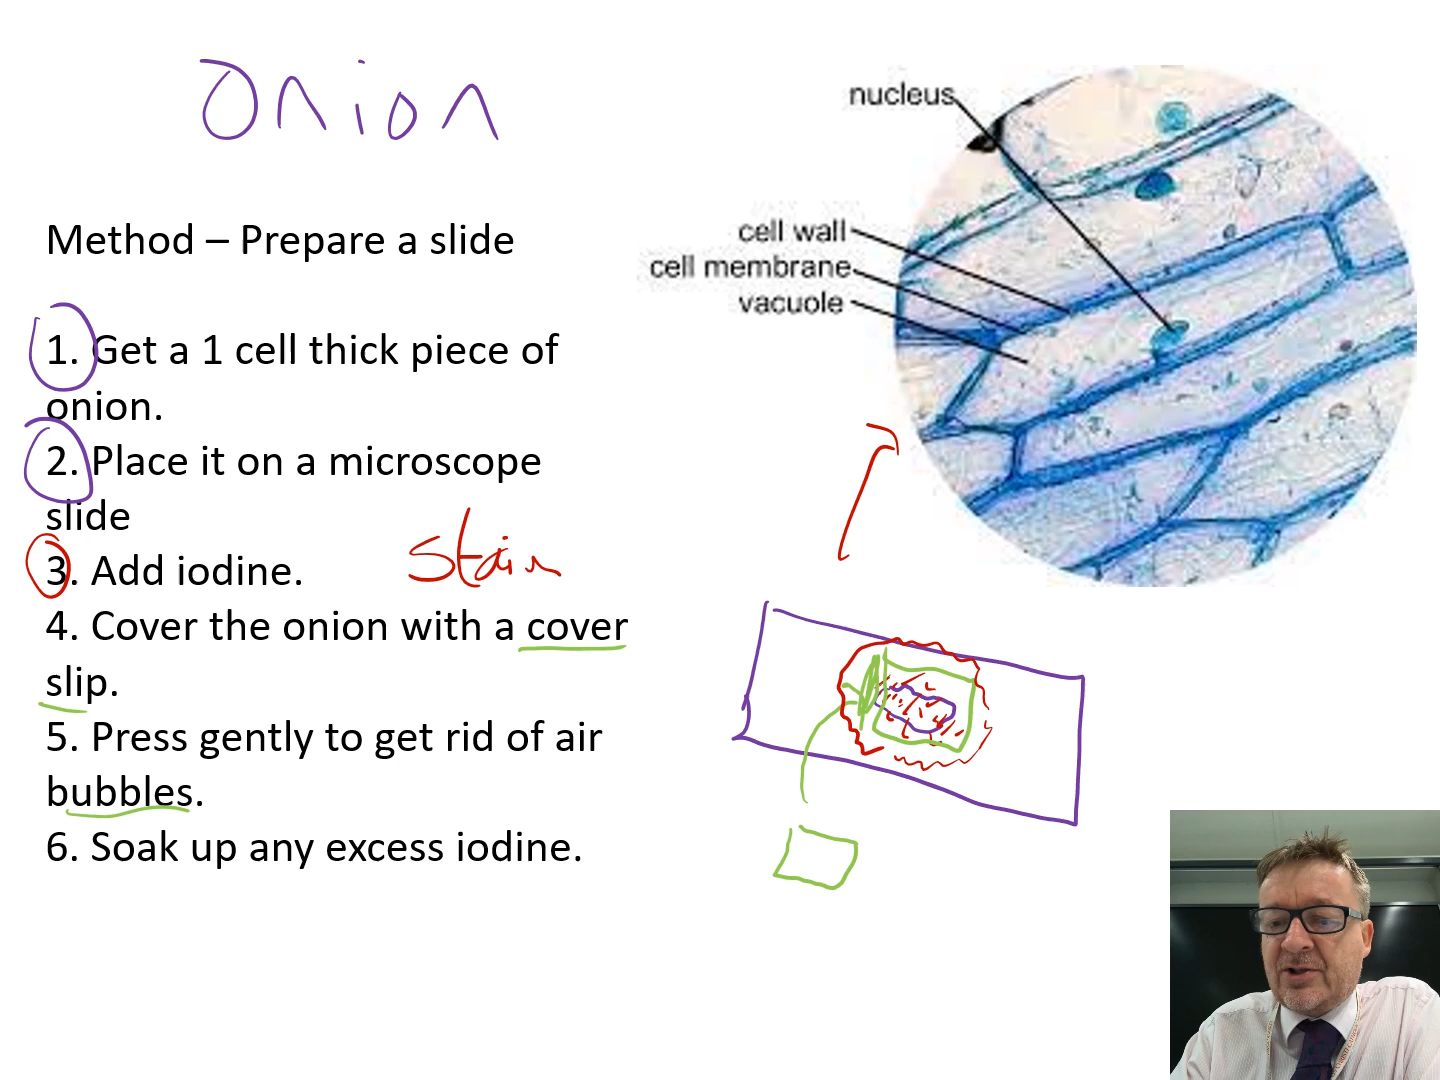 Onion
Method – Prepare a slide
1. Get a 1 cell thick piece of
onion.
2. Place it on a microscope
slide
3. Add iodine.
Stain
4. Cover the onion with a cover
slip.
5. Press gently to get rid of air
bubbles.
6. Soak up any excess iodine.
nucleus
cell wall
cell membrane
vacuole